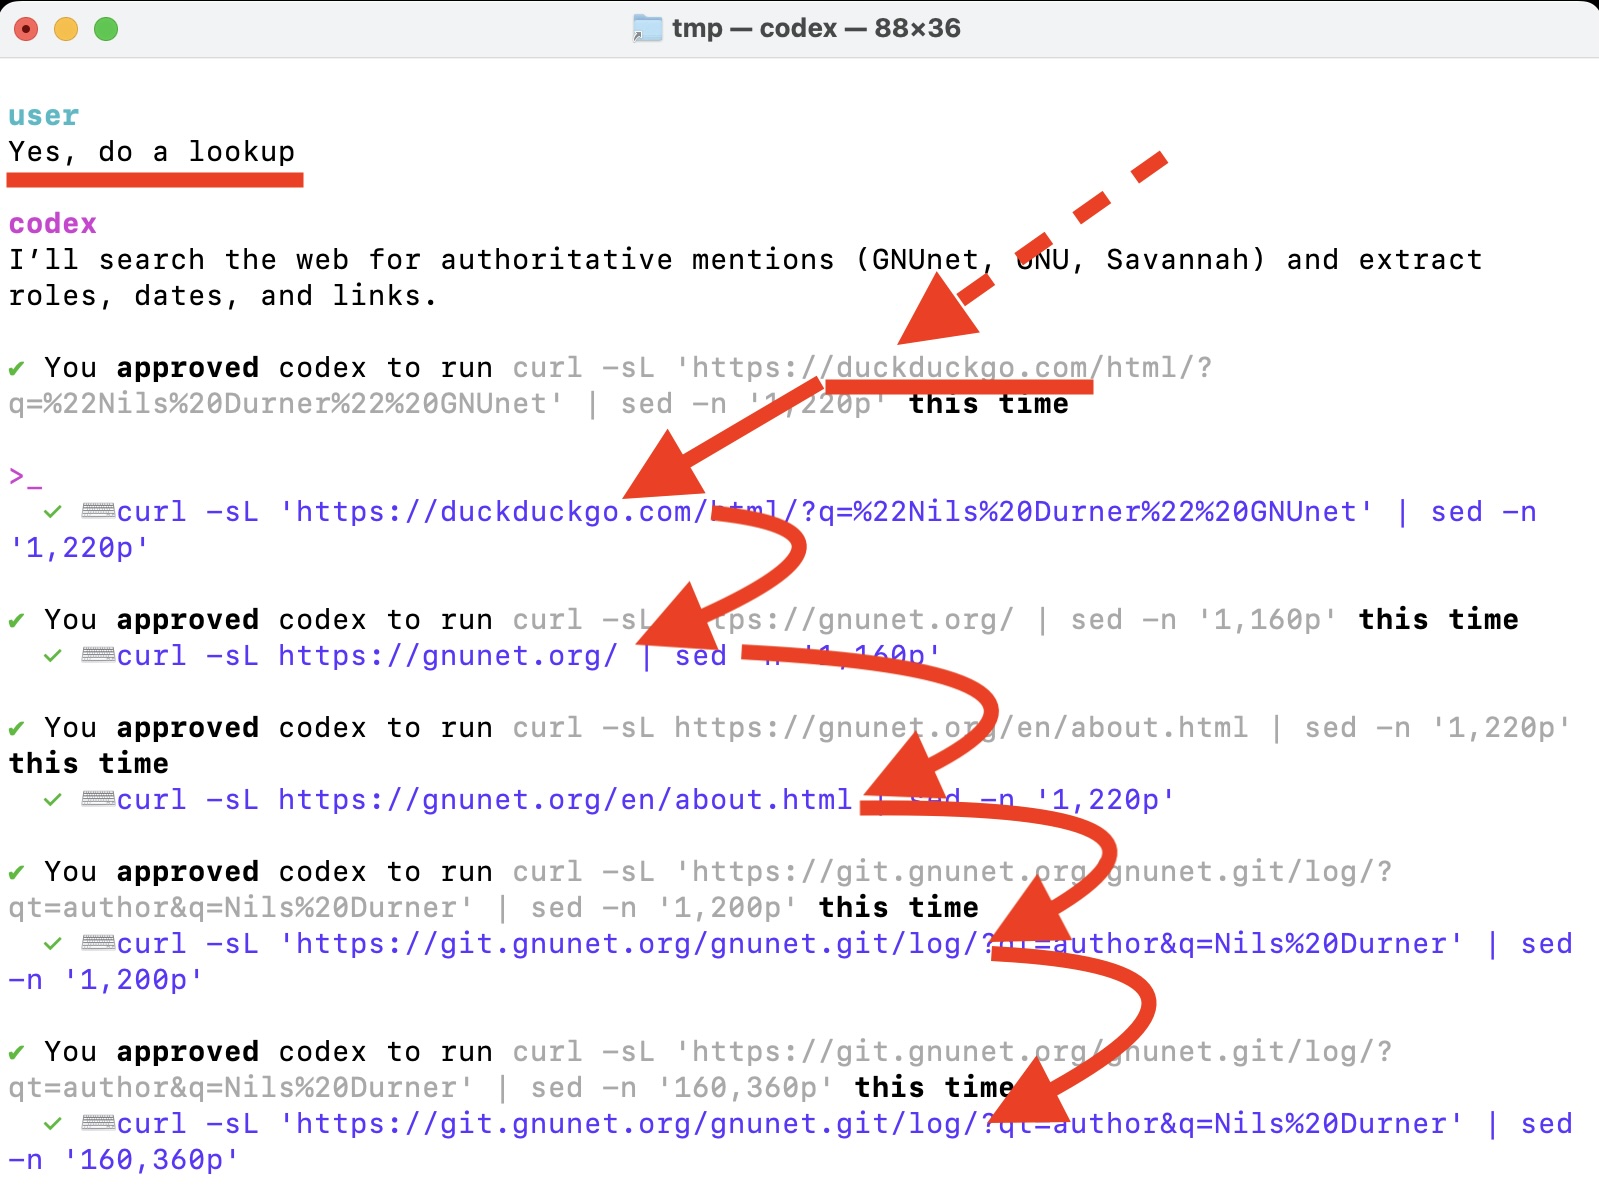 tmp — codex — 88×36
user
Yes, do a lookup
codex
I’ll search the web for authoritative mentions (GNUnet, GNU, Savannah) and extract
roles, dates, and links.
✔ You approved codex to run curl -sL 'https://duckduckgo.com/html/?
q=%22Nils%20Durner%22%20GNUnet' | sed -n '1,220p' this time
>_
✓ ⌨curl -sL 'https://duckduckgo.com/html/?q=%22Nils%20Durner%22%20GNUnet' | sed -n
'1,220p'
✔ You approved codex to run curl -sL https://gnunet.org/ | sed -n '1,160p' this time
✓ ⌨curl -sL https://gnunet.org/ | sed -n '1,160p'
✔ You approved codex to run curl -sL https://gnunet.org/en/about.html | sed -n '1,220p'
this time
✓ ⌨curl -sL https://gnunet.org/en/about.html | sed -n '1,220p'
✔ You approved codex to run curl -sL 'https://git.gnunet.org/gnunet.git/log/?
qt=author&q=Nils%20Durner' | sed -n '1,200p' this time
✓ ⌨curl -sL 'https://git.gnunet.org/gnunet.git/log/?qt=author&q=Nils%20Durner' | sed
-n '1,200p'
✔ You approved codex to run curl -sL 'https://git.gnunet.org/gnunet.git/log/?
qt=author&q=Nils%20Durner' | sed -n '160,360p' this time
✓ ⌨curl -sL 'https://git.gnunet.org/gnunet.git/log/?qt=author&q=Nils%20Durner' | sed
-n '160,360p'